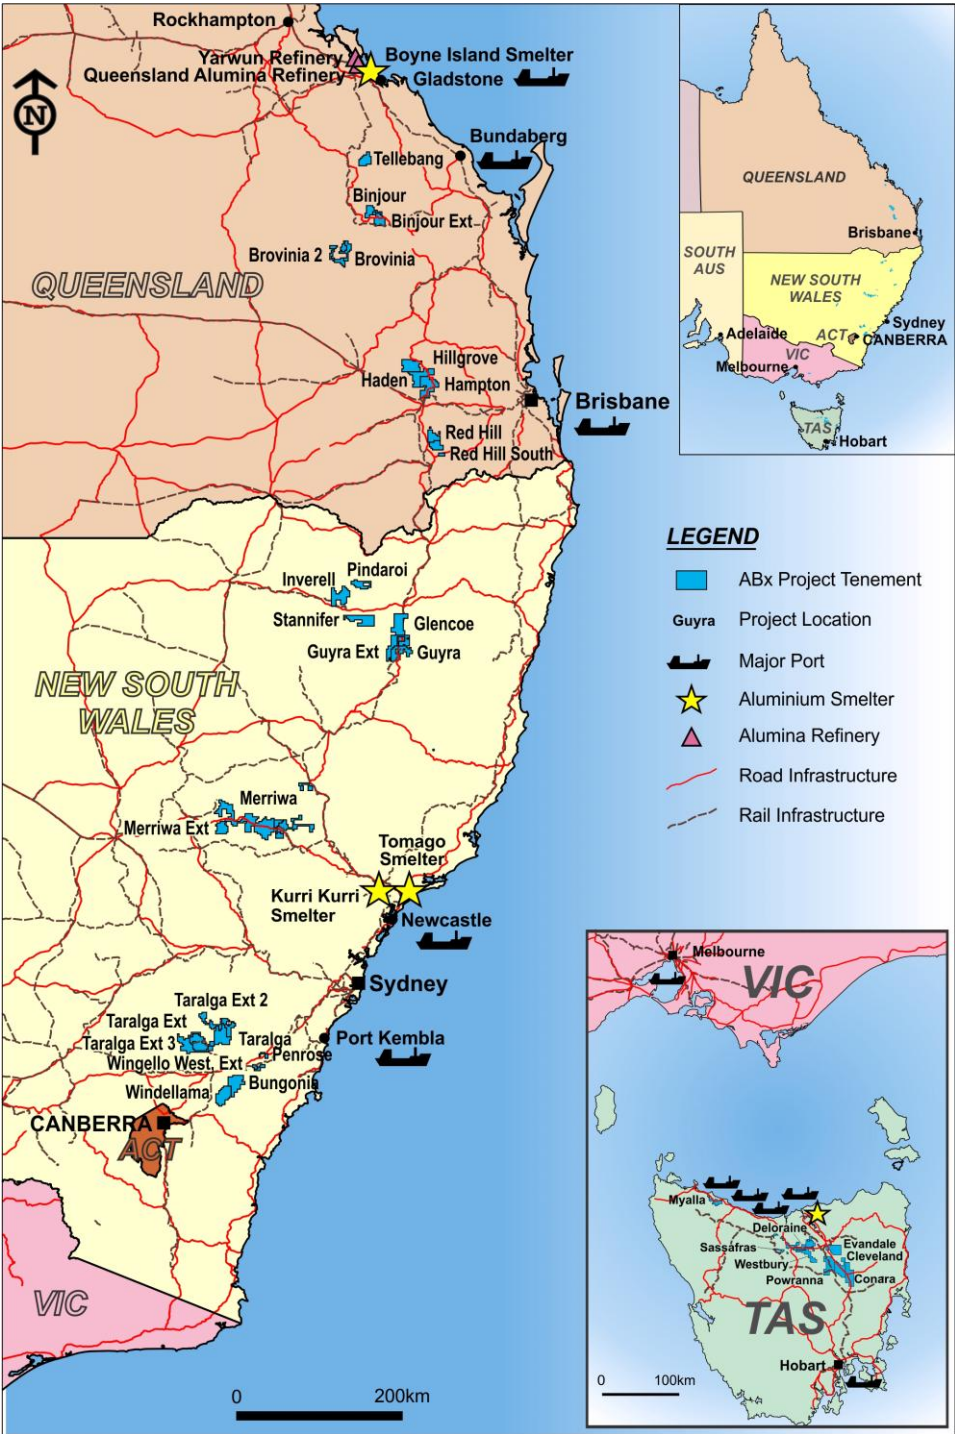 Rockhampton
Yarwun Refinery
Queensland Alumina Refinery
Boyne Island Smelter
Gladstone
N
Bundaberg
Tellebang
Binjour
Binjour Ext
Brovinia 2
Brovinia
QUEENSLAND
Hillgrove
Haden
Hampton
Brisbane
Red Hill
Red Hill South
Pindaroi
Inverell
Stannifer
Glencoe
Guyra Ext
Guyra
NEW SOUTH
WALES
Merriwa
Merriwa Ext
Tomago
Smelter
Kurri Kurri
Smelter
Newcastle
Sydney
Taralga Ext 2
Taralga Ext
Taralga Ext 3
Taralga
Port Kembla
Penrose
Wingello West, Ext
Bungonia
Windellama
CANBERRA
ACT
VIC
0
200km
QUEENSLAND
Brisbane
SOUTH
AUS
NEW SOUTH
WALES
Sydney
ACT
CANBERRA
Adelaide
VIC
Melbourne
TAS
Hobart
LEGEND
ABx Project Tenement
Guyra Project Location
Major Port
Aluminium Smelter
Alumina Refinery
Road Infrastructure
Rail Infrastructure
Melbourne
VIC
Myalla
Deloraine
Sassafras
Evandale
Cleveland
Westbury
Powranna
Conara
TAS
Hobart
0
100km